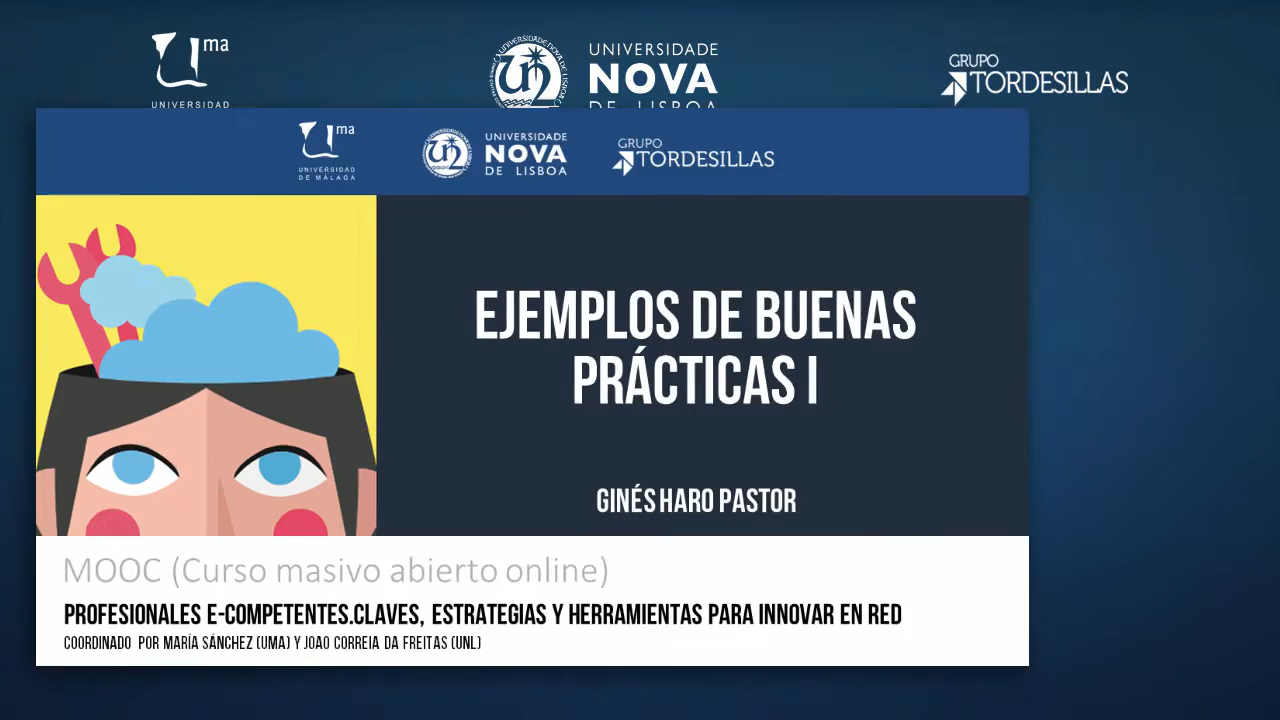 uma
UNIVERSIDAD
UNIVERSIDADE
NOVA
DE LISBOA
GRUPO
TORDESILLAS
uma
UNIVERSIDAD
DE MÁLAGA
UNIVERSIDADE
NOVA
DE LISBOA
GRUPO
TORDESILLAS
EJEMPLOS DE BUENAS
PRÁCTICAS I
GINÉS HARO PASTOR
MOOC (Curso masivo abierto online)
PROFESIONALES E-COMPETENTES.CLAVES, ESTRATEGIAS Y HERRAMIENTAS PARA INNOVAR EN RED
COORDINADO POR MARÍA SÁNCHEZ (UMA) Y JOAO CORREIA DA FREITAS (UNL)